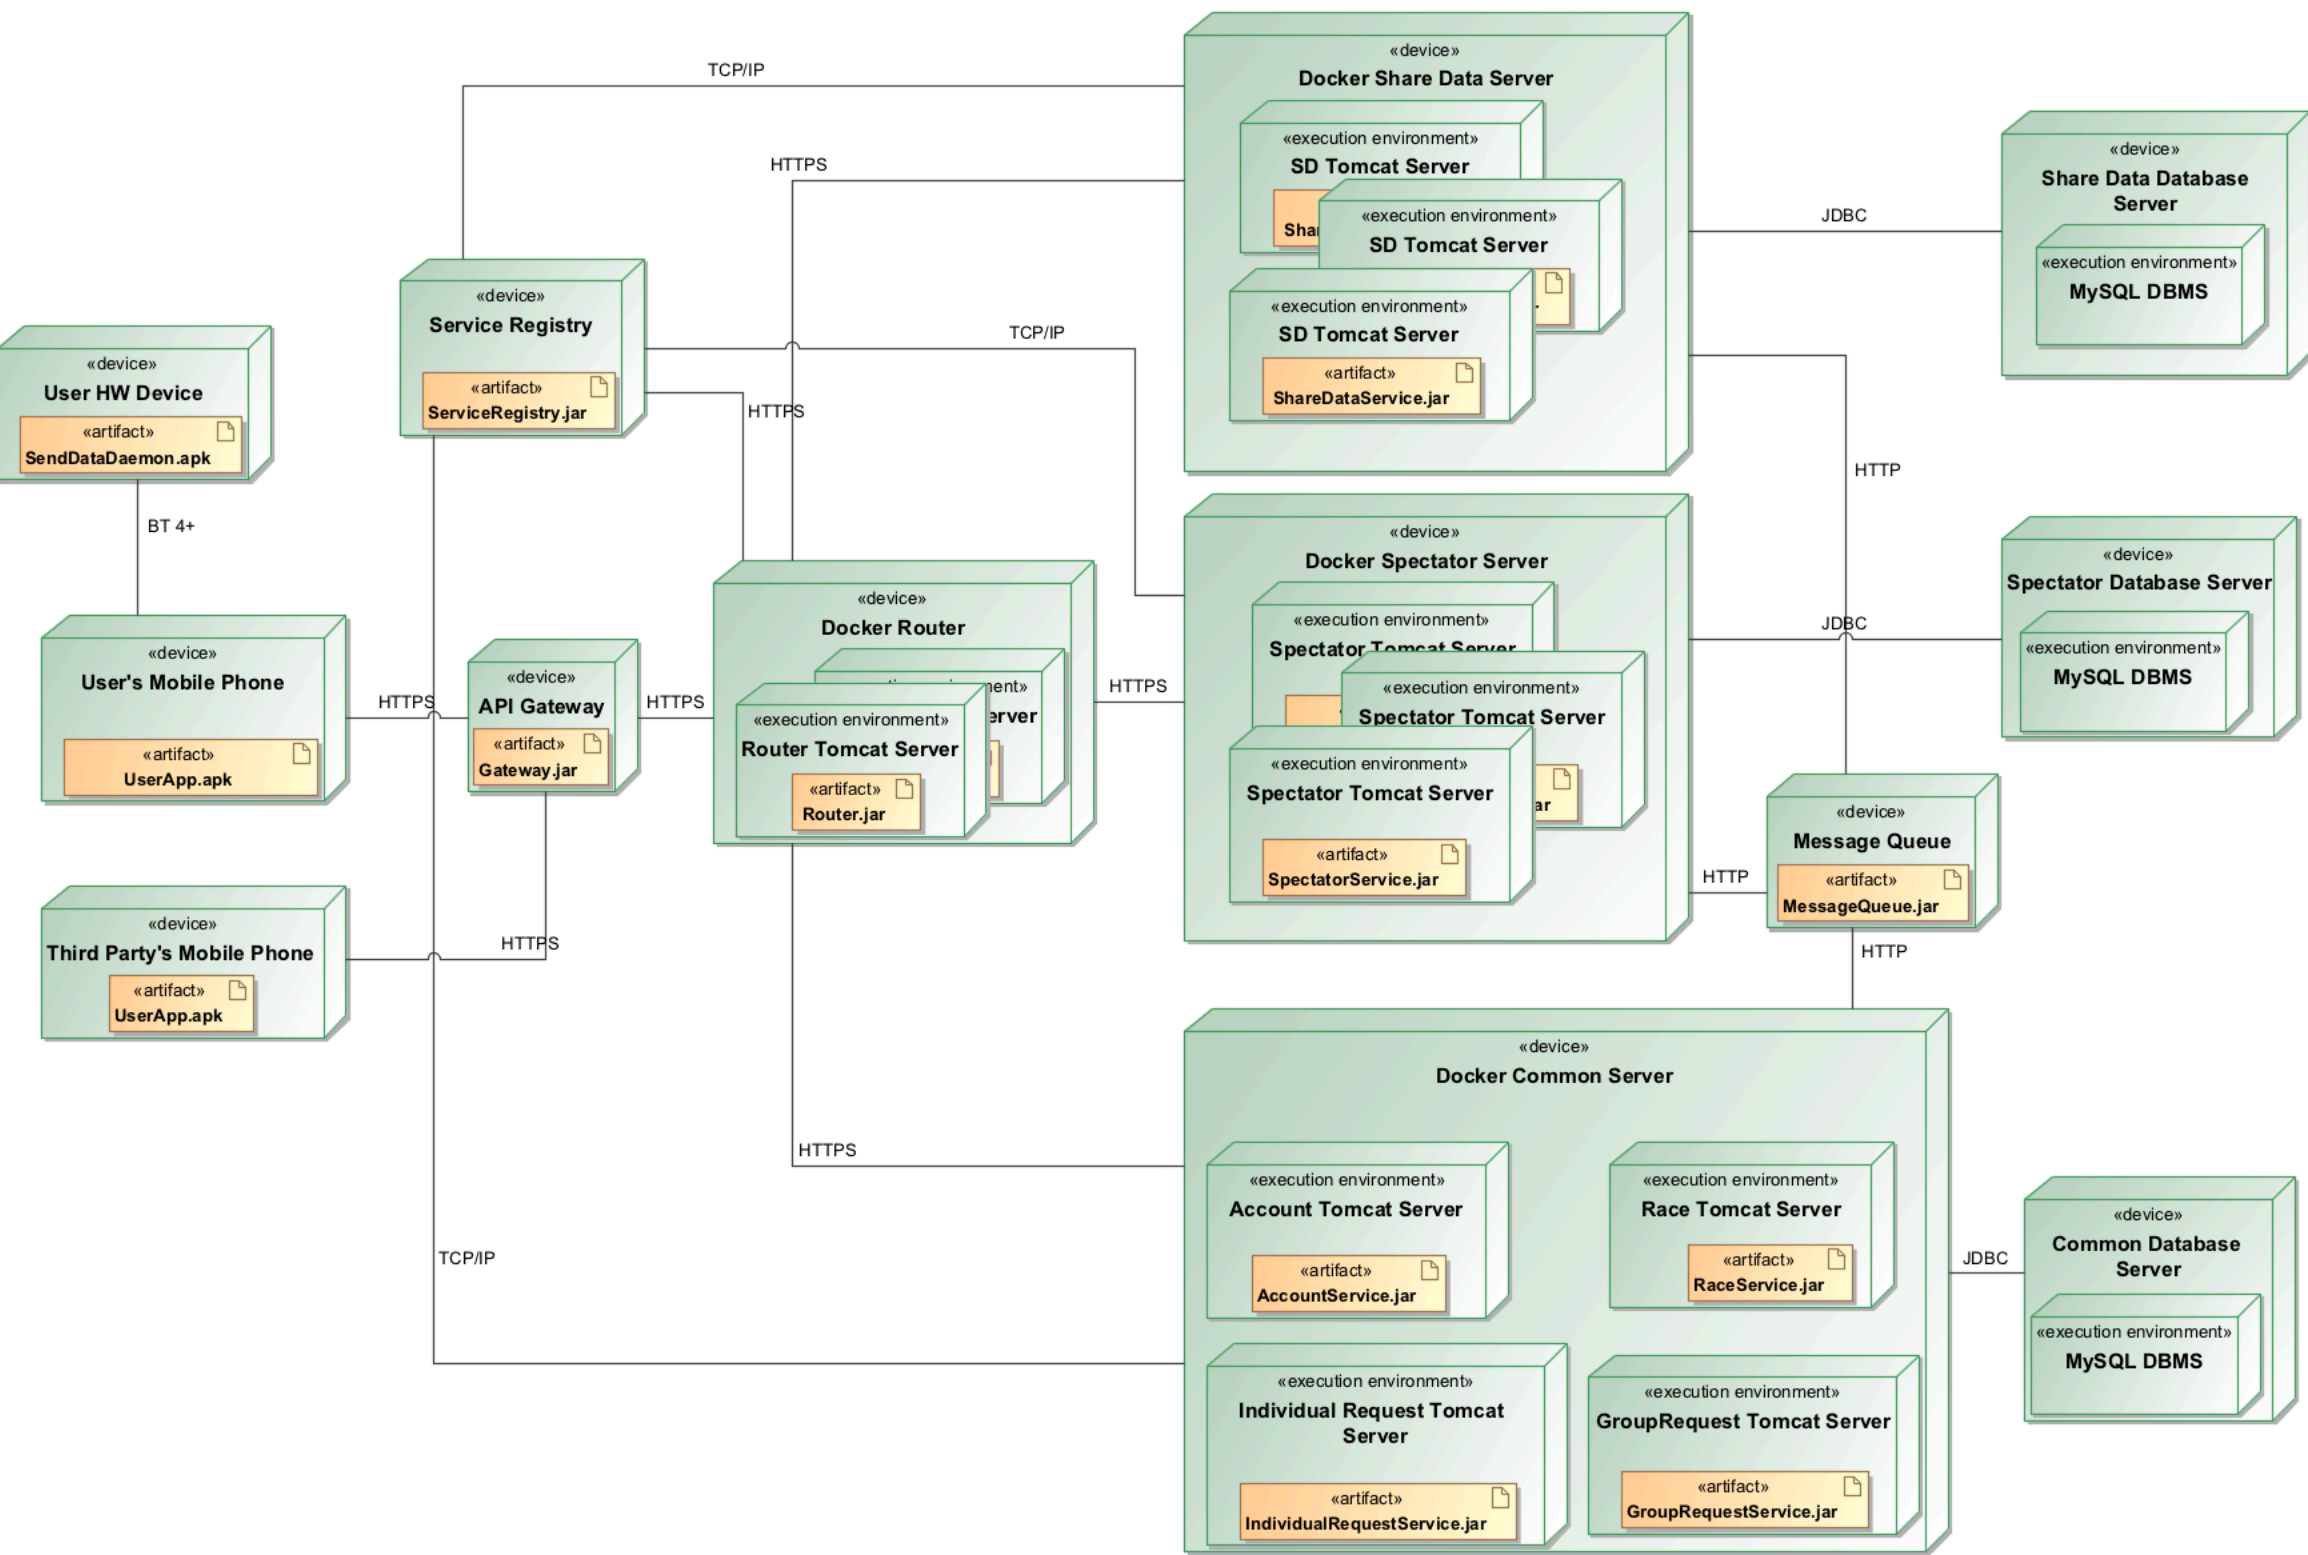 «device»
Docker Share Data Server
«execution environment»
SD Tomcat Server
«execution environment»
SD Tomcat Server
«execution environment»
SD Tomcat Server
«artifact»
ShareDataService.jar
TCP/IP
HTTPS
«device»
Share Data Database
Server
«execution environment»
MySQL DBMS
JDBC
«device»
Service Registry
«artifact»
ServiceRegistry.jar
TCP/IP
HTTPS
«device»
User HW Device
«artifact»
SendDataDaemon.apk
BT 4+
HTTP
«device»
Docker Spectator Server
«execution environment»
Spectator Tomcat Server
«execution environment»
Spectator Tomcat Server
«execution environment»
Spectator Tomcat Server
«artifact»
SpectatorService.jar
«device»
Spectator Database Server
«execution environment»
MySQL DBMS
JDBC
«device»
User's Mobile Phone
«artifact»
UserApp.apk
HTTPS
«device»
API Gateway
«artifact»
Gateway.jar
HTTPS
«device»
Docker Router
«execution environment»
Router Tomcat Server
«artifact»
Router.jar
HTTPS
«device»
Message Queue
«artifact»
MessageQueue.jar
HTTP
HTTP
«device»
Third Party's Mobile Phone
«artifact»
UserApp.apk
HTTPS
HTTPS
TCP/IP
«device»
Docker Common Server
«execution environment»
Account Tomcat Server
«artifact»
AccountService.jar
«execution environment»
Race Tomcat Server
«artifact»
RaceService.jar
«execution environment»
Individual Request Tomcat
Server
«artifact»
IndividualRequestService.jar
«execution environment»
GroupRequest Tomcat Server
«artifact»
GroupRequestService.jar
JDBC
«device»
Common Database
Server
«execution environment»
MySQL DBMS